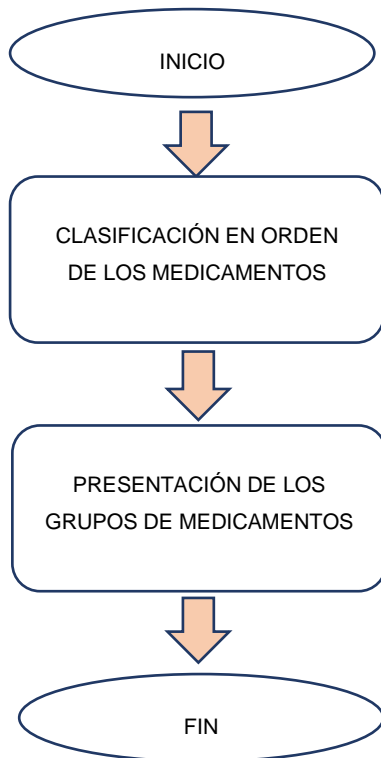 INICIO
CLASIFICACIÓN EN ORDEN
DE LOS MEDICAMENTOS
PRESENTACIÓN DE LOS
GRUPOS DE MEDICAMENTOS
FIN